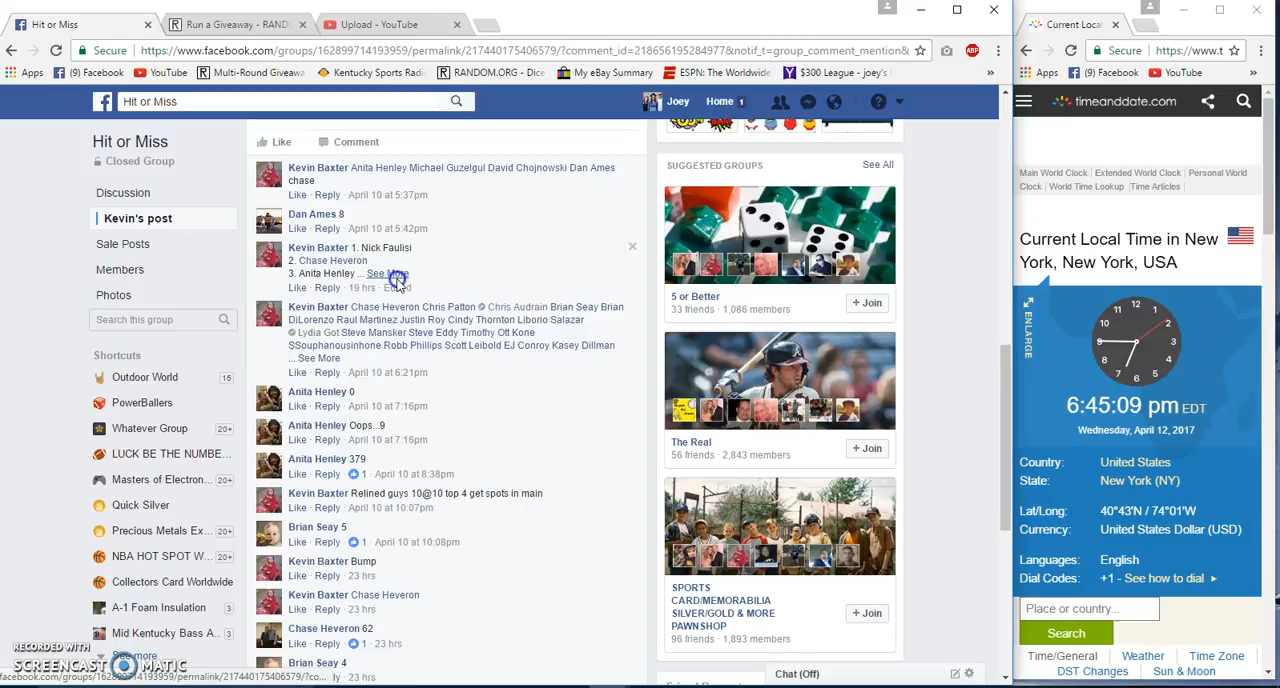 Hit or Miss
Run a Giveaway - RAND
Upload - YouTube
Current Loca
Secure
https://www.facebook.com/groups/162899714193959/permalink/217440175406579/?comment_id=218656195284977&notif_t=group_comment_mention&
Secure
https://www.t
Apps
(9) Facebook
YouTube
Multi-Round Giveawa
Kentucky Sports Radi
RANDOM.ORG - Dice
My eBay Summary
ESPN: The Worldwide
$300 League - joey's l
Apps
(9) Facebook
YouTube
Hit or Miss
Joey
Home 1
timeanddate.com
Hit or Miss
Closed Group
Discussion
Kevin's post
Sale Posts
Members
Photos
Search this group
Shortcuts
Outdoor World
15
PowerBallers
Whatever Group
20+
LUCK BE THE NUMBE...
20+
Masters of Electron...
20+
Quick Silver
Precious Metals Ex...
20+
NBA HOT SPOT W...
20+
Collectors Card Worldwide
A-1 Foam Insulation
3
Mid Kentucky Bass A...
3
See more
RECORDED WITH
SCREENCAST MATIC
facebook.com/groups/162899714193959/permalink/217440175406579/?co...
Like
Comment
Kevin Baxter Anita Henley Michael Guzelgul David Chojnowski Dan Ames
chase
Like · Reply · April 10 at 5:37pm
Dan Ames 8
Like · Reply · April 10 at 5:42pm
Kevin Baxter 1. Nick Faulisi
2. Chase Heveron
3. Anita Henley ... See More
Like · Reply · 19 hrs · Edited
Kevin Baxter Chase Heveron Chris Patton Chris Audrain Brian Seay Brian
DiLorenzo Raul Martinez Justin Roy Cindy Thornton Liborio Salazar
Lydia Got Steve Mansker Steve Eddy Timothy Ott Kone
SSouphanousinhone Robb Phillips Scott Leibold EJ Conroy Kasey Dillman
... See More
Like · Reply · April 10 at 6:21pm
Anita Henley 0
Like · Reply · April 10 at 7:16pm
Anita Henley Oops...9
Like · Reply · April 10 at 7:16pm
Anita Henley 379
Like · Reply · 1 · April 10 at 8:38pm
Kevin Baxter Relined guys 10@10 top 4 get spots in main
Like · Reply · April 10 at 10:07pm
Brian Seay 5
Like · Reply · 1 · April 10 at 10:08pm
Kevin Baxter Bump
Like · Reply · 23 hrs
Kevin Baxter Chase Heveron
Like · Reply · 23 hrs
Chase Heveron 62
Like · Reply · 1 · 23 hrs
Brian Seay 4
Like · Reply · 23 hrs
SUGGESTED GROUPS
See All
5 or Better
33 friends · 1,086 members
+ Join
The Real
56 friends · 2,843 members
+ Join
SPORTS
CARD/MEMORABILIA
SILVER/GOLD & MORE
PAWNSHOP
96 friends · 1,893 members
+ Join
Chat (Off)
Main World Clock
Extended World Clock
Personal World
Clock
World Time Lookup
Time Articles
Current Local Time in New
York, New York, USA
ENLARGE
12
1
2
3
4
5
6
7
8
9
10
11
6:45:09 pm EDT
Wednesday, April 12, 2017
Country:
United States
State:
New York (NY)
Lat/Long:
40°43'N / 74°01'W
Currency:
United States Dollar (USD)
Languages:
English
Dial Codes:
+1 - See how to dial
Place or country...
Search
Time/General
Weather
Time Zone
DST Changes
Sun & Moon